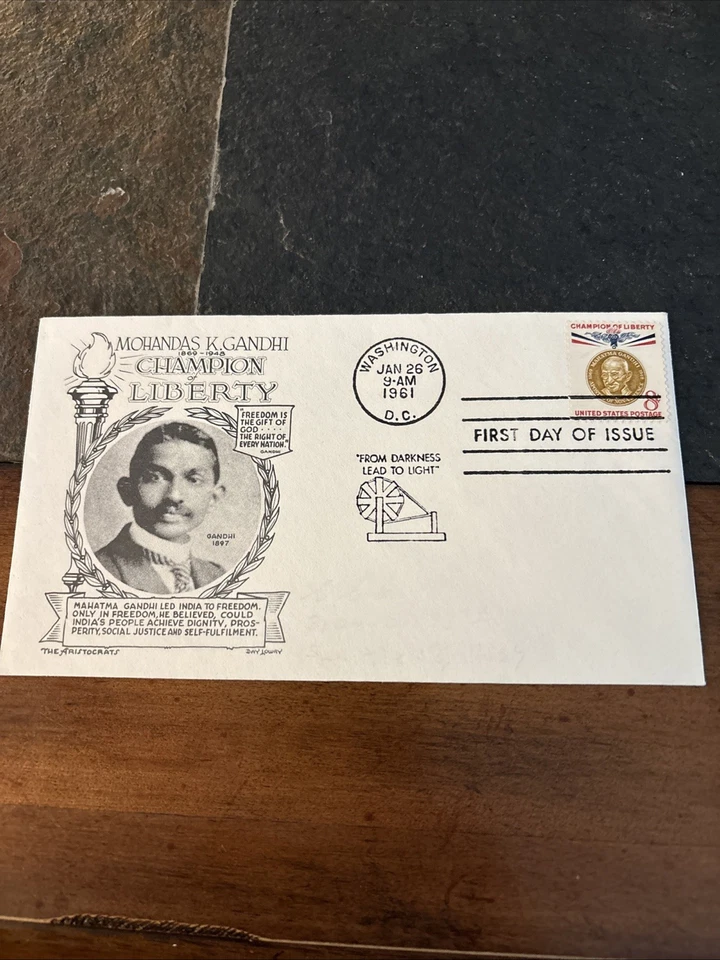 MOHANDAS K. GANDHI
1869-1948
CHAMPION
of
LIBERTY
"FREEDOM IS
THE GIFT OF
GOD ....
THE RIGHT OF
EVERY NATION."
GANDHI
GANDHI
1897
MAHATMA GANDHI LED INDIA TO FREEDOM.
ONLY IN FREEDOM, HE BELIEVED, COULD
INDIA'S PEOPLE ACHIEVE DIGNITY, PROS-
PERITY, SOCIAL JUSTICE AND SELF-FULFILMENT.
THE ARISTOCRATS
DAY LOWRY
WASHINGTON
JAN 26
9-AM
1961
D.C.
"FROM DARKNESS
LEAD TO LIGHT"
CHAMPION OF LIBERTY
MAHATMA GANDHI
8¢
UNITED STATES POSTAGE
FIRST DAY OF ISSUE